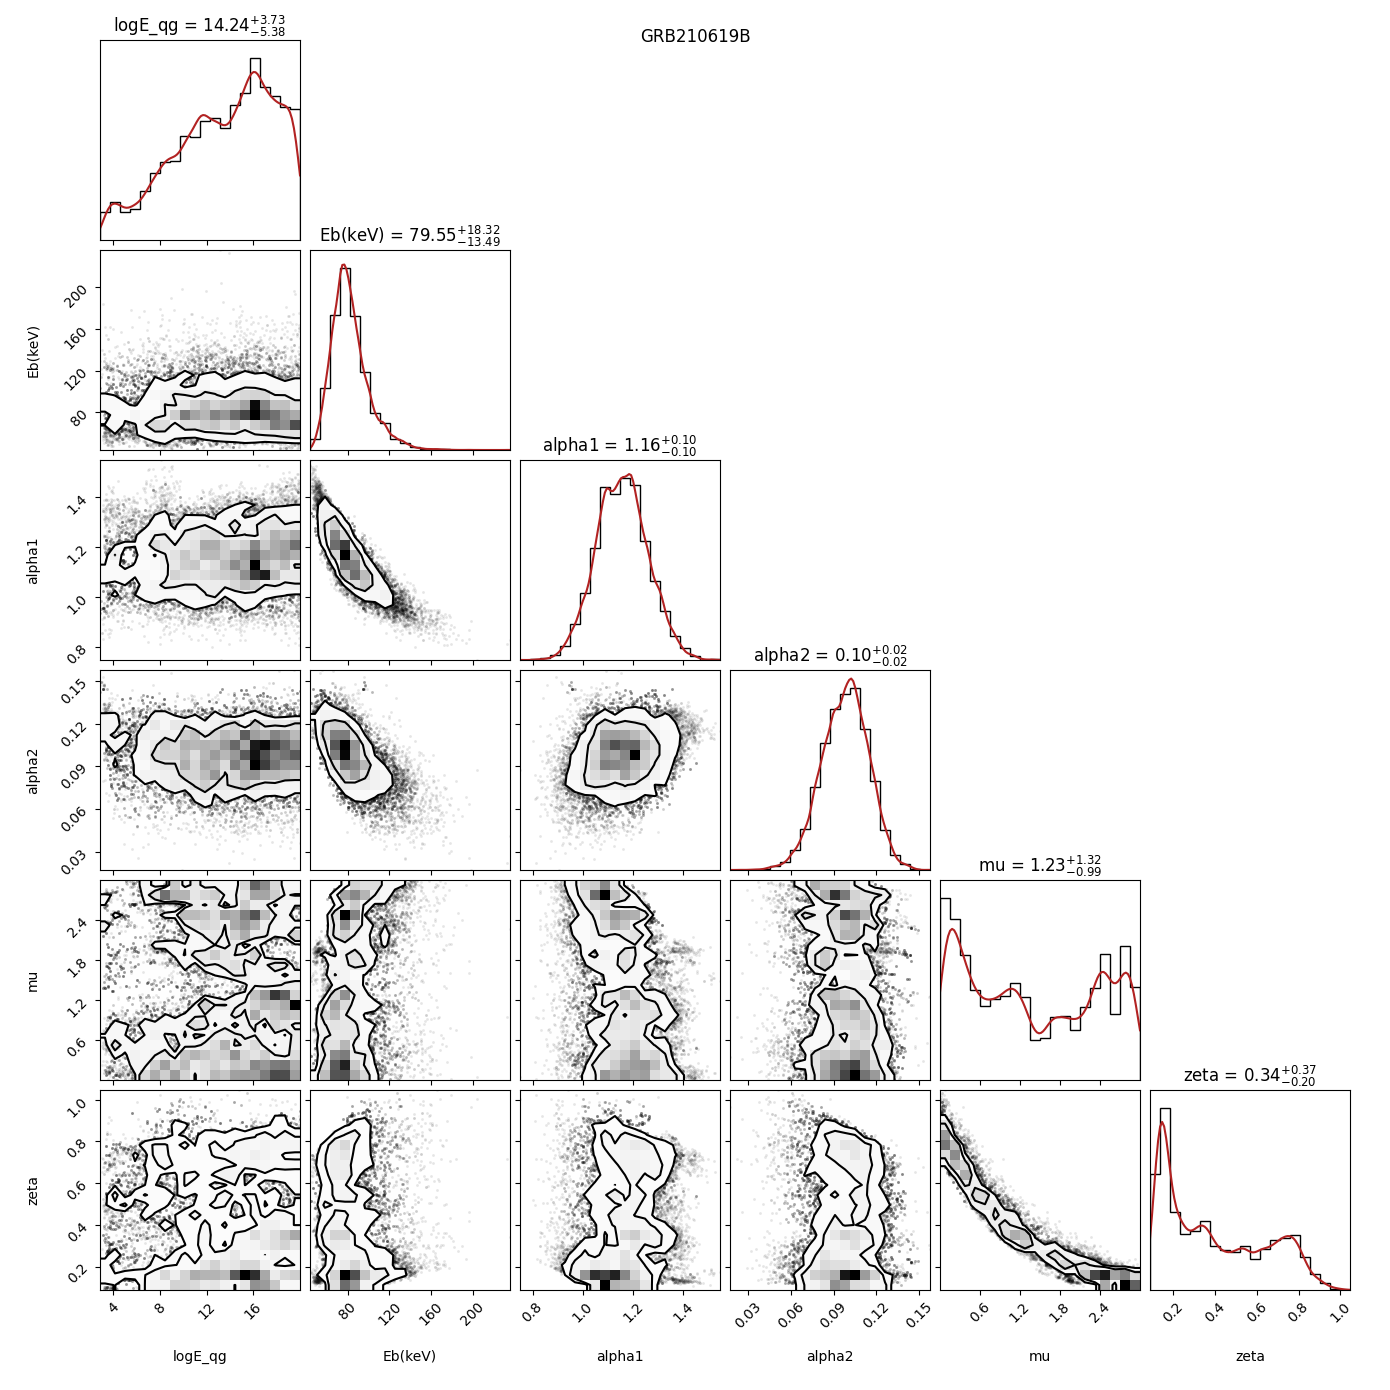 logE_qg = 14.24+3.73−5.38
GRB210619B
Eb(keV) = 79.55+18.32−13.49
200
160
120
80
Eb(keV)
alpha1 = 1.16+0.10−0.10
1.4
1.2
1.0
0.8
alpha1
alpha2 = 0.10+0.02−0.02
0.15
0.12
0.09
0.06
0.03
alpha2
mu = 1.23+1.32−0.99
2.4
1.8
1.2
0.6
mu
zeta = 0.34+0.37−0.20
1.0
0.8
0.6
0.4
0.2
zeta
4 8 12 16 80 120 160 200 0.8 1.0 1.2 1.4 0.03 0.06 0.09 0.12 0.15 0.6 1.2 1.8 2.4 0.2 0.4 0.6 0.8 1.0
logE_qg Eb(keV) alpha1 alpha2 mu zeta